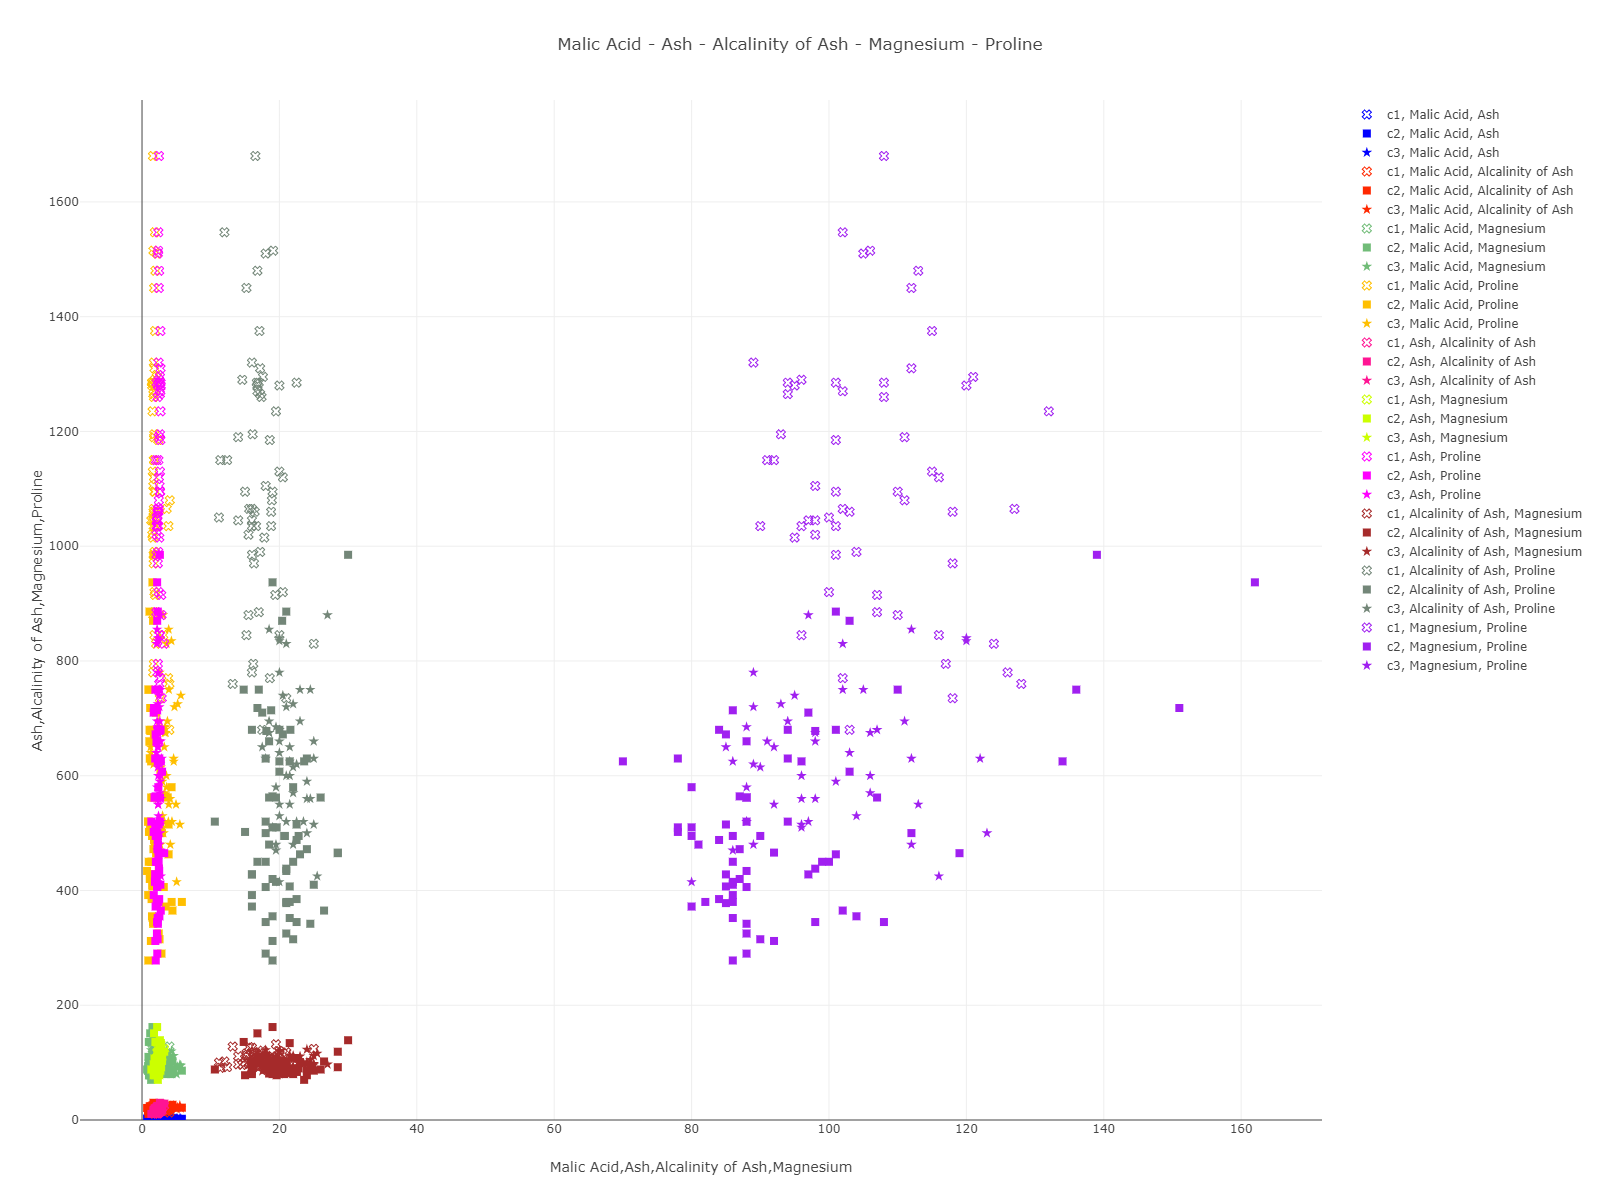 Malic Acid - Ash - Alcalinity of Ash - Magnesium - Proline
c1, Malic Acid, Ash
c2, Malic Acid, Ash
c3, Malic Acid, Ash
c1, Malic Acid, Alcalinity of Ash
c2, Malic Acid, Alcalinity of Ash
c3, Malic Acid, Alcalinity of Ash
c1, Malic Acid, Magnesium
c2, Malic Acid, Magnesium
c3, Malic Acid, Magnesium
c1, Malic Acid, Proline
c2, Malic Acid, Proline
c3, Malic Acid, Proline
c1, Ash, Alcalinity of Ash
c2, Ash, Alcalinity of Ash
c3, Ash, Alcalinity of Ash
c1, Ash, Magnesium
c2, Ash, Magnesium
c3, Ash, Magnesium
c1, Ash, Proline
c2, Ash, Proline
c3, Ash, Proline
c1, Alcalinity of Ash, Magnesium
c2, Alcalinity of Ash, Magnesium
c3, Alcalinity of Ash, Magnesium
c1, Alcalinity of Ash, Proline
c2, Alcalinity of Ash, Proline
c3, Alcalinity of Ash, Proline
c1, Magnesium, Proline
c2, Magnesium, Proline
c3, Magnesium, Proline
Ash,Alcalinity of Ash,Magnesium,Proline
1600
1400
1200
1000
800
600
400
200
0
0 20 40 60 80 100 120 140 160
Malic Acid,Ash,Alcalinity of Ash,Magnesium